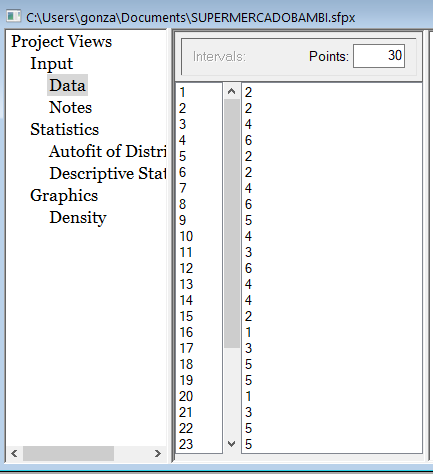 C:\Users\gonza\Documents\SUPERMERCADOBAMBI.sfpx
Project Views
Input
Data
Notes
Statistics
Autofit of Distri
Descriptive Stat
Graphics
Density
Intervals: Points: 30
1 2
2 2
3 4
4 6
5 2
6 2
7 4
8 6
9 5
10 4
11 3
12 6
13 4
14 4
15 2
16 1
17 3
18 5
19 5
20 1
21 3
22 5
23 5